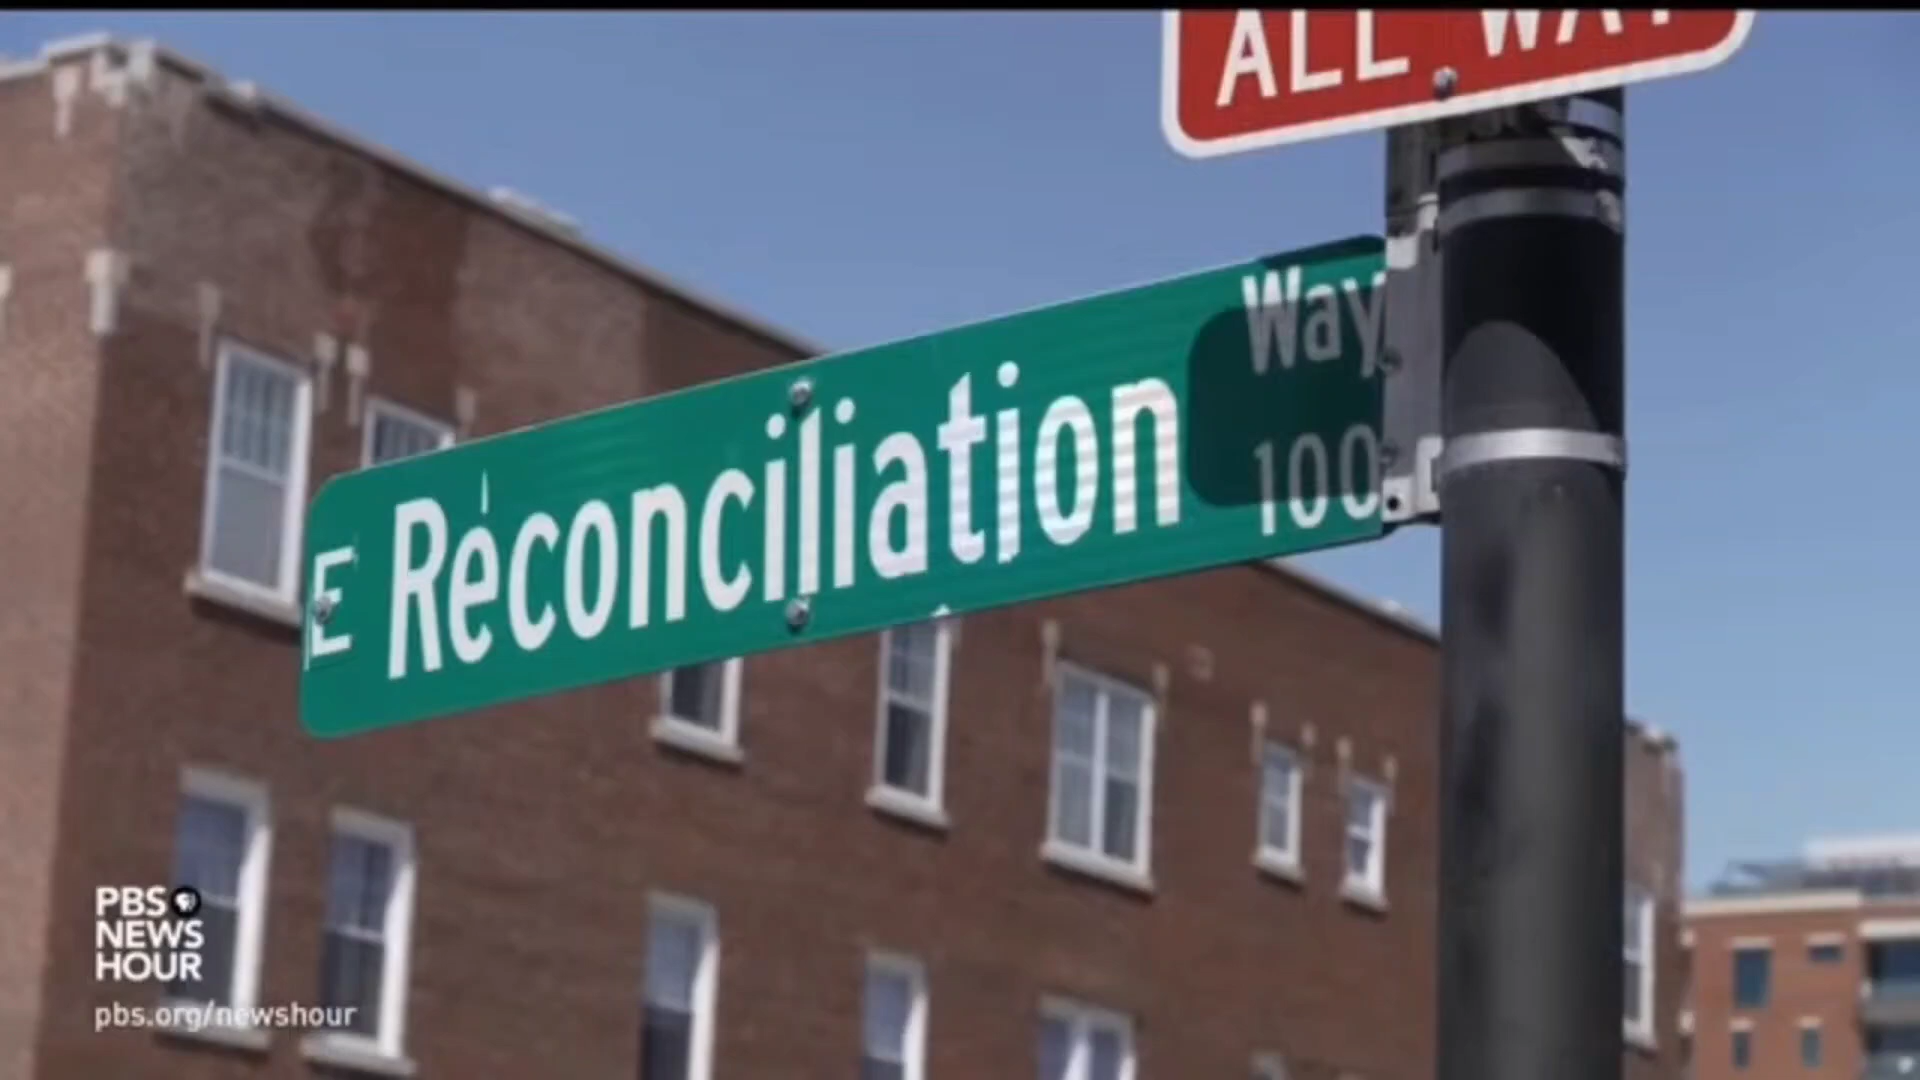 ALL WAY
E Reconciliation Way
100
PBS
NEWS
HOUR
pbs.org/newshour